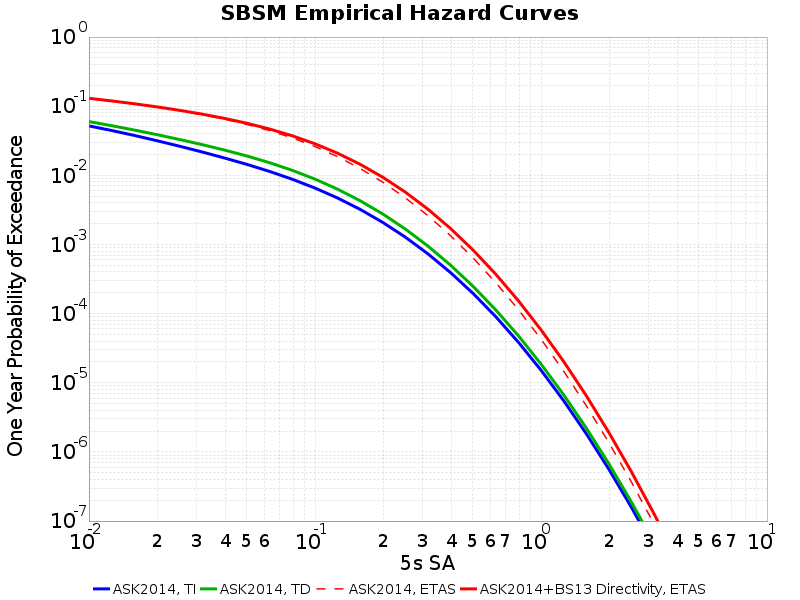 SBSM Empirical Hazard Curves
One Year Probability of Exceedance
10^0
10^-1
10^-2
10^-3
10^-4
10^-5
10^-6
10^-7
10^-2 2 3 4 5 6 10^-1 2 3 4 5 6 7 10^0 2 3 4 5 6 7 10^1
5s SA
ASK2014, TI ASK2014, TD ASK2014, ETAS ASK2014+BS13 Directivity, ETAS